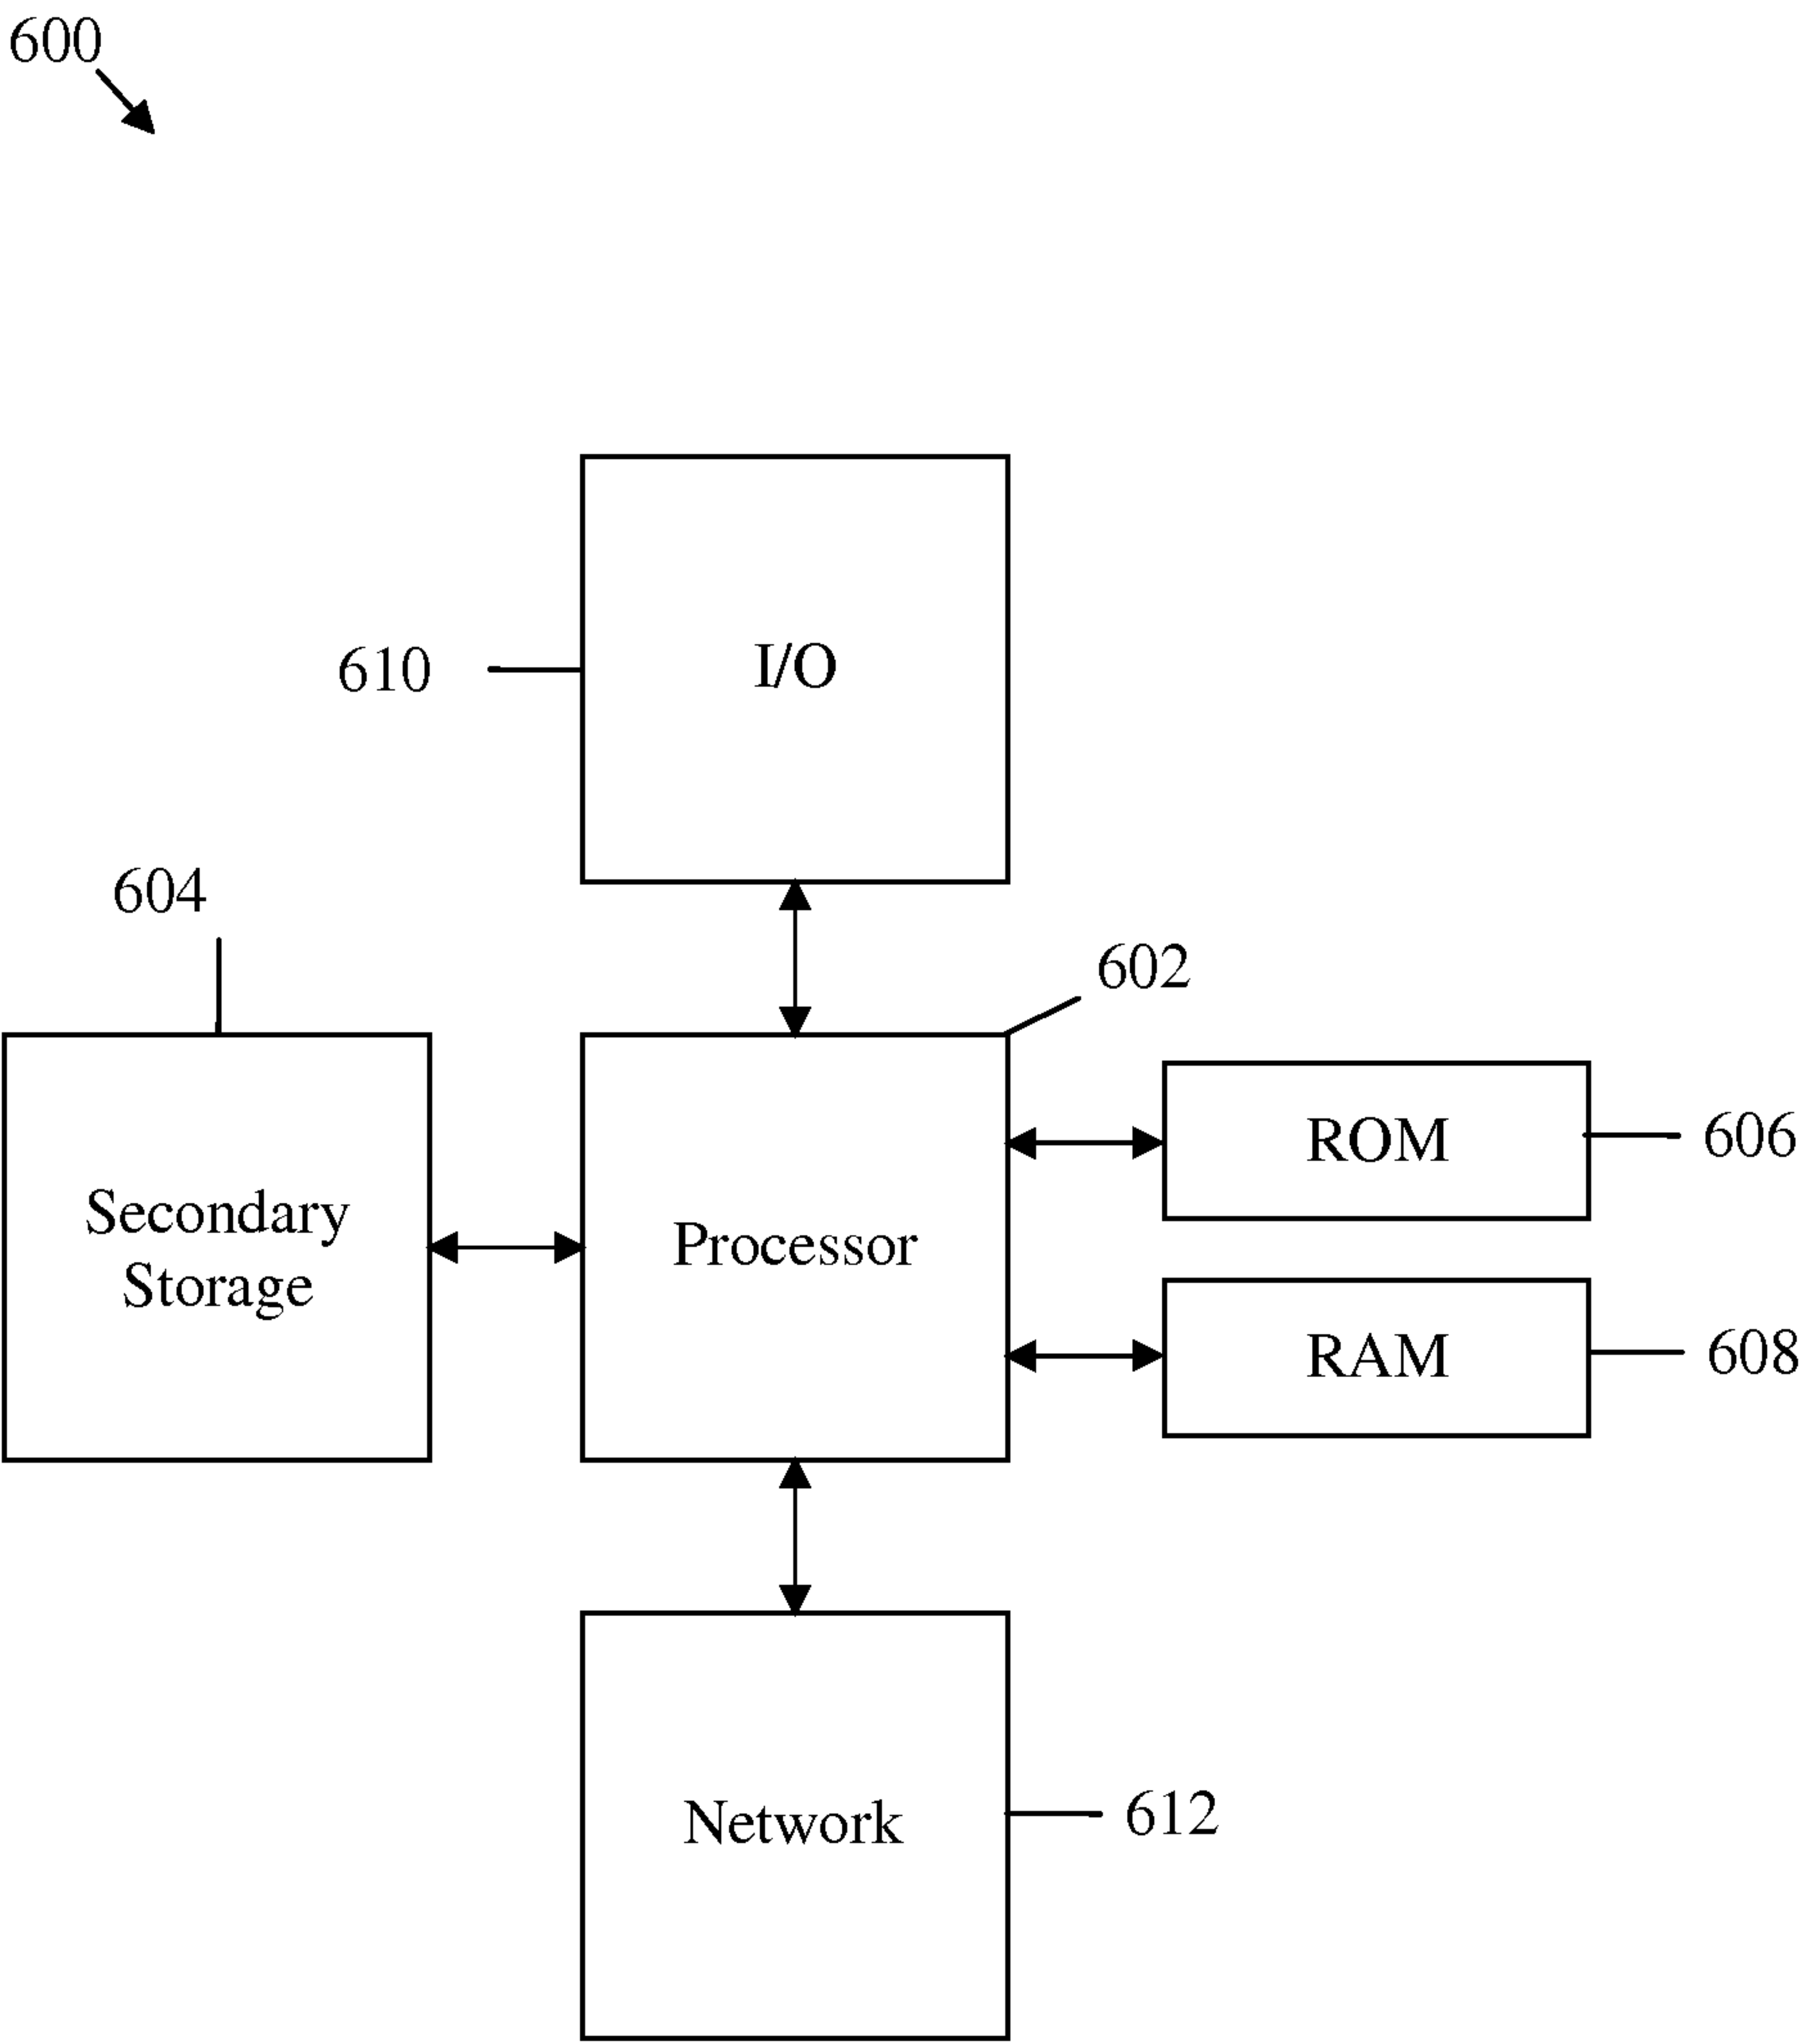 600
610
I/O
604
602
Secondary
Storage
Processor
ROM
606
RAM
608
Network
612